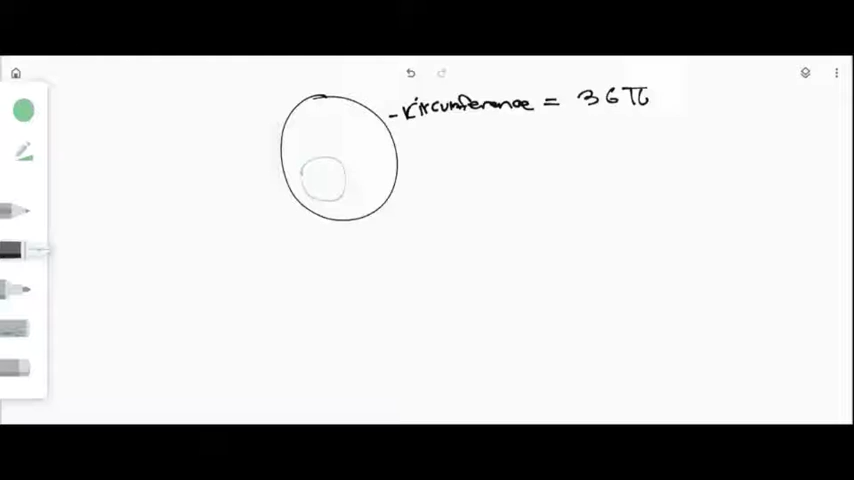 circumference = 36π